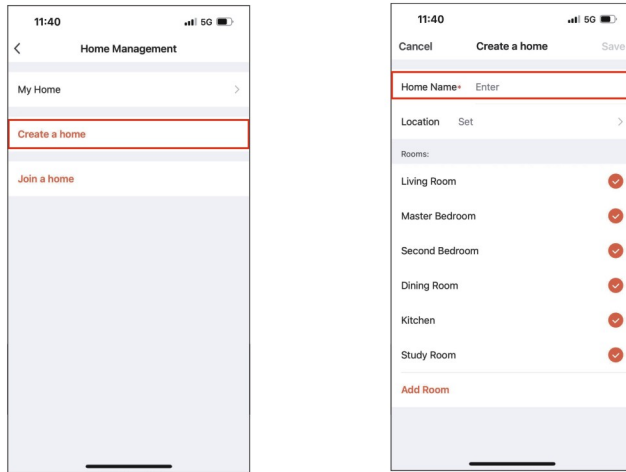 11:40
5G
Home Management
My Home
Create a home
Join a home
11:40
5G
Cancel Create a home Save
Home Name* Enter
Location Set
Rooms:
Living Room
Master Bedroom
Second Bedroom
Dining Room
Kitchen
Study Room
Add Room